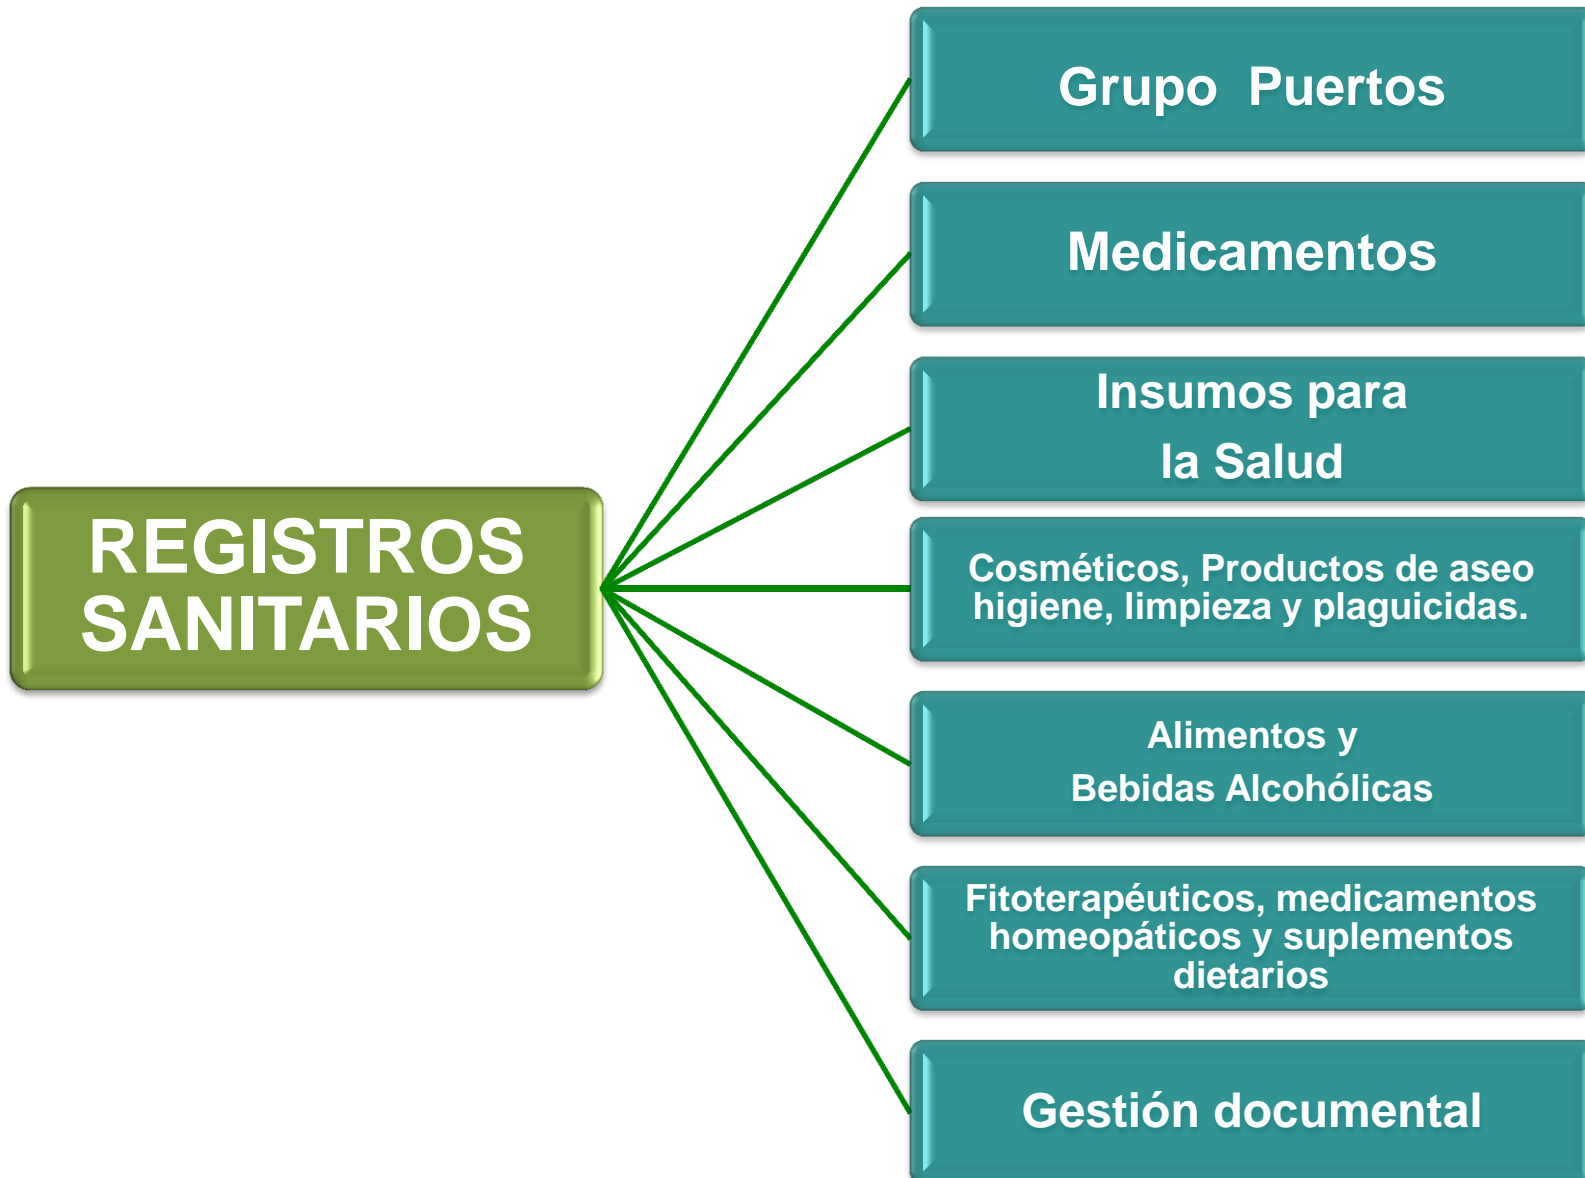 REGISTROS
SANITARIOS
Grupo Puertos
Medicamentos
Insumos para
la Salud
Cosméticos, Productos de aseo
higiene, limpieza y plaguicidas.
Alimentos y
Bebidas Alcohólicas
Fitoterapéuticos, medicamentos
homeopáticos y suplementos
dietarios
Gestión documental